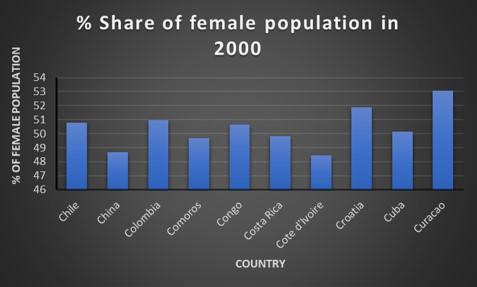 % Share of female population in
2000
% OF FEMALE POPULATION
54
53
52
51
50
49
48
47
46
Chile
China
Colombia
Comoros
Congo
Costa Rica
Cote d'Ivoire
Croatia
Cuba
Curacao
COUNTRY